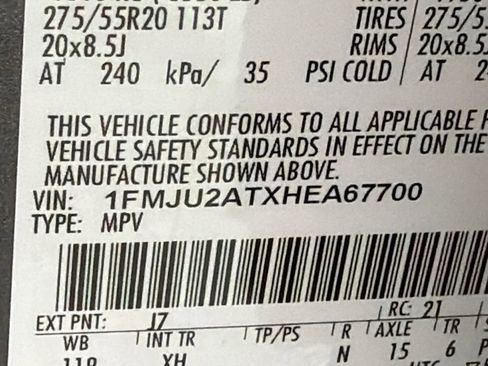 275/55R20 113T TIRES 275/5
20x8.5J RIMS 20x8.5
AT 240 kPa/ 35 PSI COLD AT 2
THIS VEHICLE CONFORMS TO ALL APPLICABLE
VEHICLE SAFETY STANDARDS IN EFFECT ON THE
MANUFACTURE SHOWN ABOVE.
VIN: 1FMJU2ATXHEA67700
TYPE: MPV
EXT PNT: J7 RC: 21
WB INT TR TP/PS R AXLE TR
119 XH N 15 6